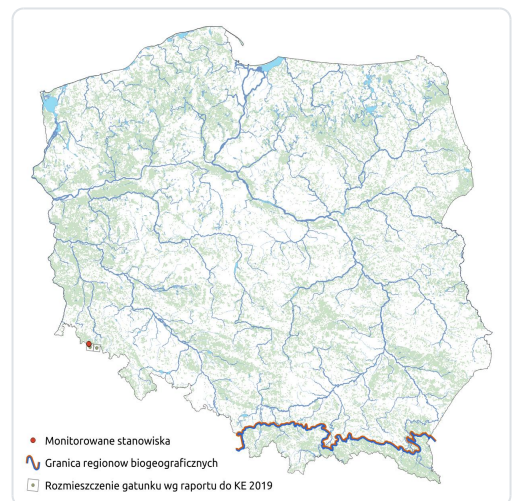 Monitorowane stanowiska
Granica regionow biogeograficznych
Rozmieszczenie gatunku wg raportu do KE 2019